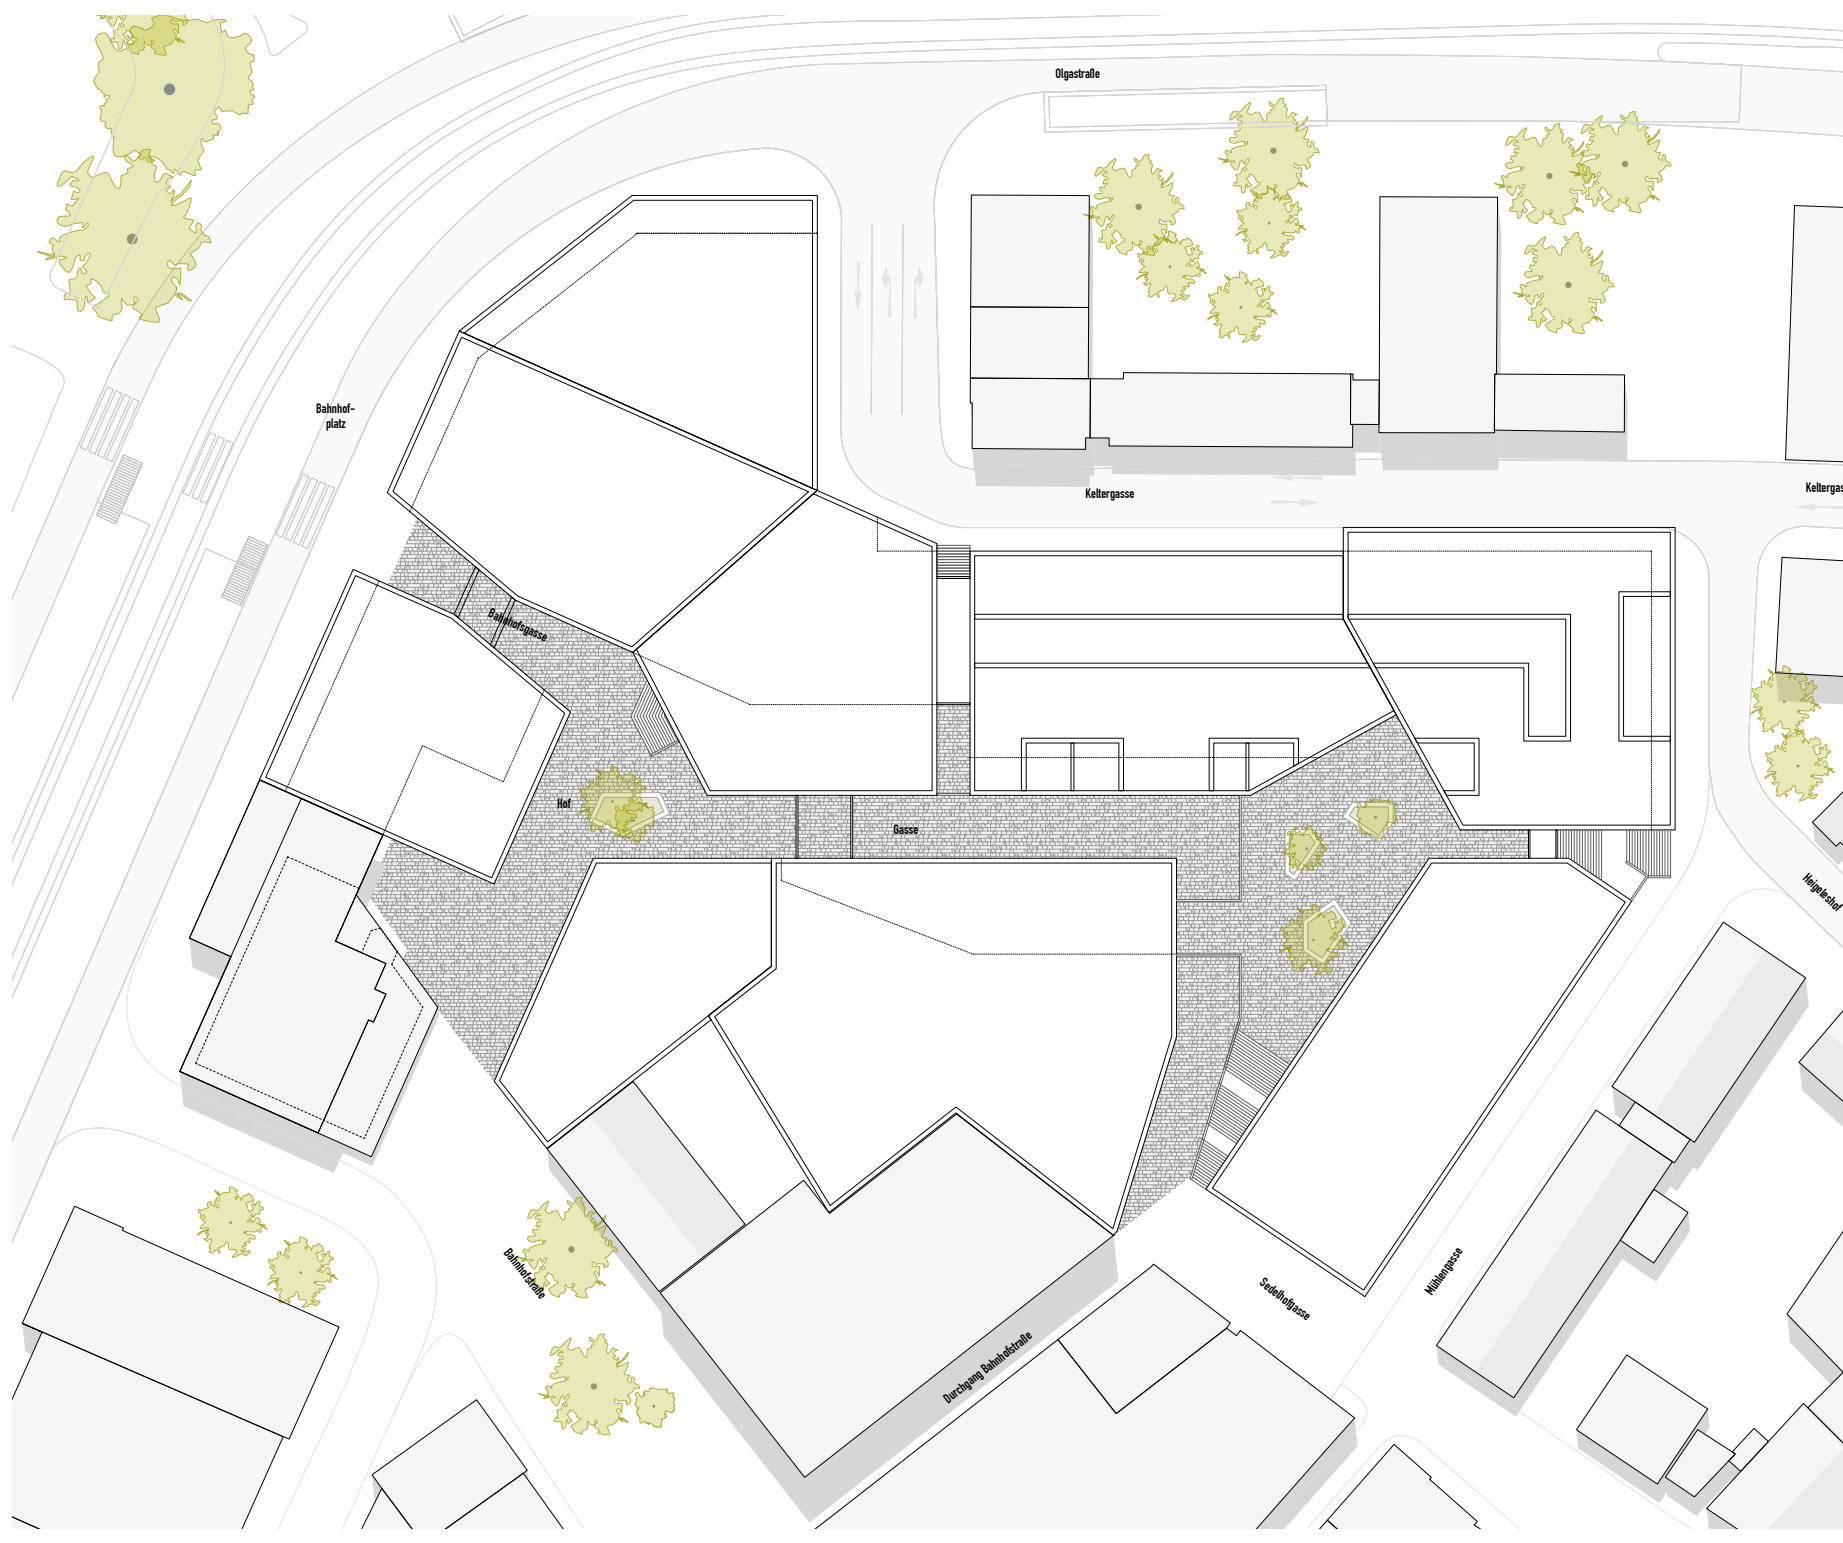 Olgastraße
Bahnhof-
platz
Keltergasse
Keltergas
Bahnhofsgasse
Hof
Gasse
Heigeleshof
Bahnhofstraße
Sedelhofgasse
Mühlengasse
Durchgang Bahnhofstraße